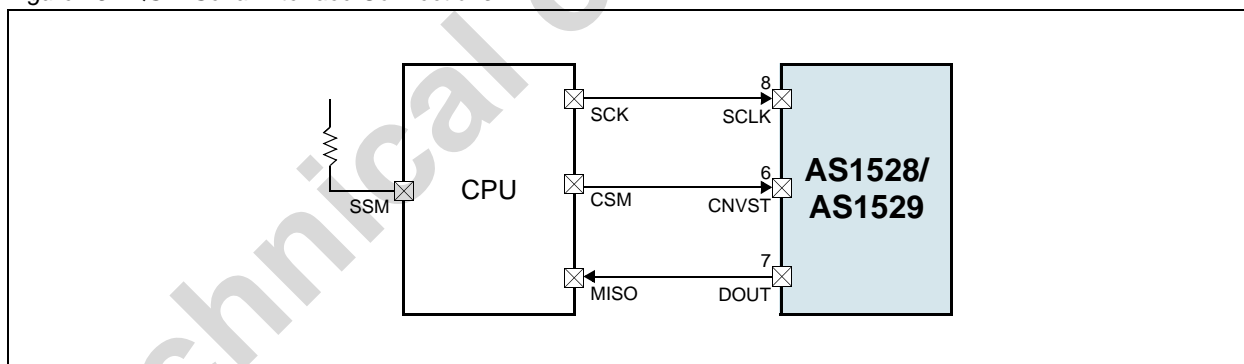 SCK
8
SCLK
CPU
SSM
CSM
6
CNVST
AS1528/
AS1529
MISO
7
DOUT